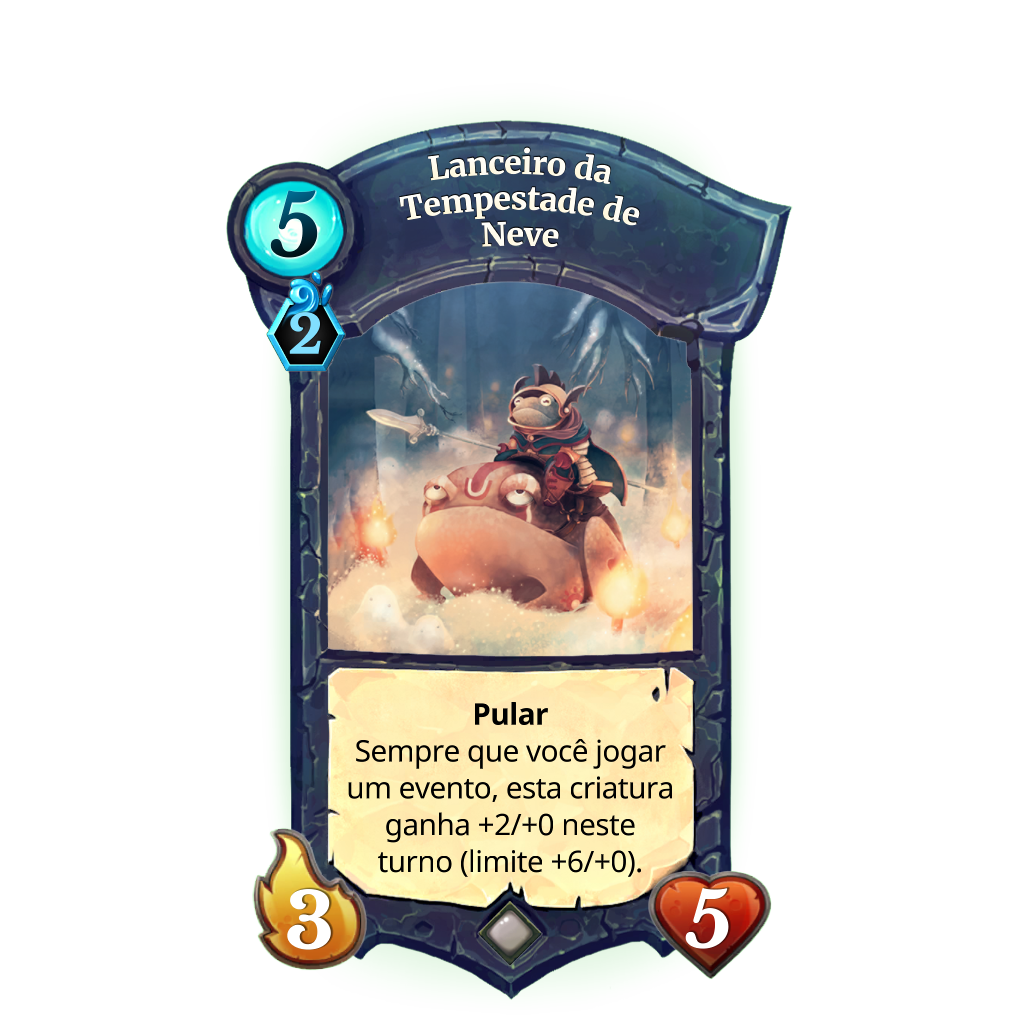 Lanceiro da
Tempestade de
Neve
5
2
Pular
Sempre que você jogar
um evento, esta criatura
ganha +2/+0 neste
turno (limite +6/+0).
3
5